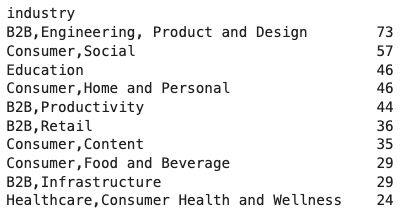 industry
B2B,Engineering, Product and Design 73
Consumer,Social 57
Education 46
Consumer,Home and Personal 46
B2B,Productivity 44
B2B,Retail 36
Consumer,Content 35
Consumer,Food and Beverage 29
B2B,Infrastructure 29
Healthcare,Consumer Health and Wellness 24